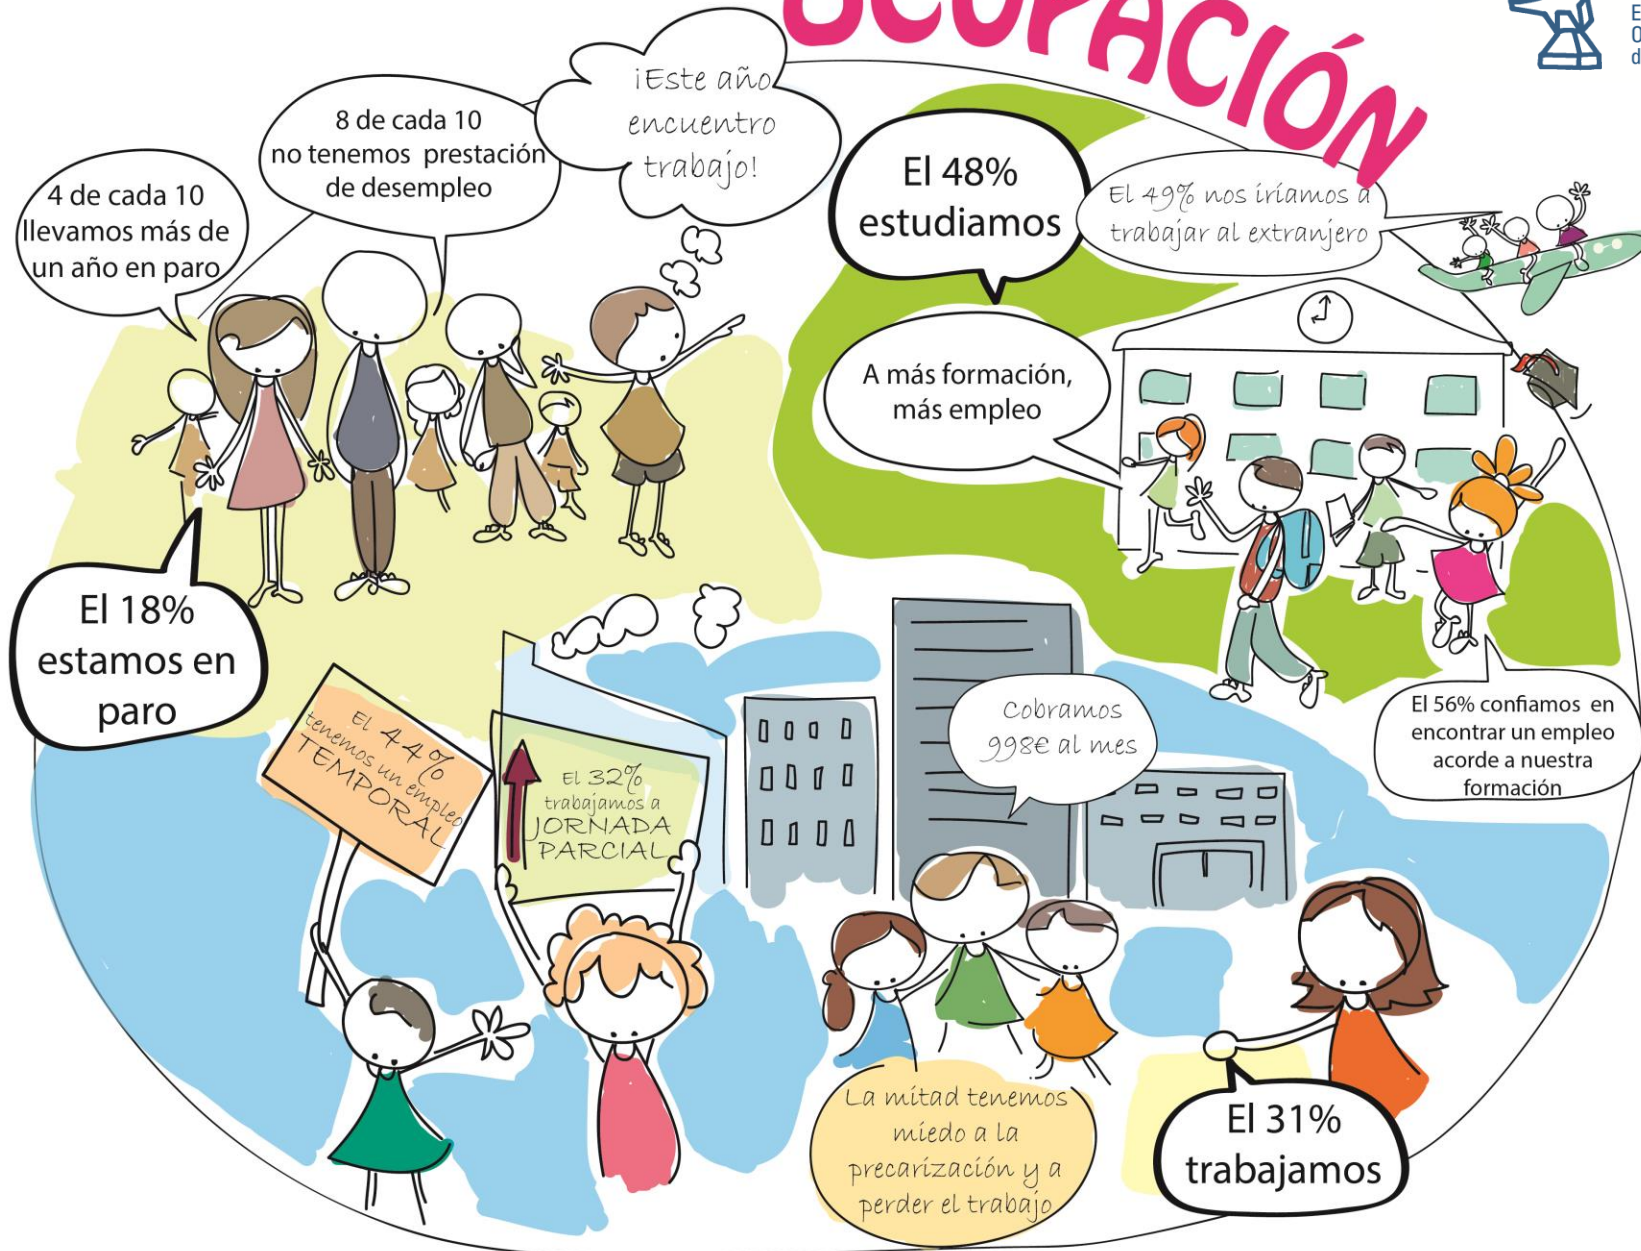 OCUPACIÓN
¡Este año
encuentro
trabajo!
8 de cada 10
no tenemos prestación
de desempleo
4 de cada 10
llevamos más de
un año en paro
El 48%
estudiamos
El 49% nos iríamos a
trabajar al extranjero
A más formación,
más empleo
El 18%
estamos en
paro
El 56% confiamos en
encontrar un empleo
acorde a nuestra
formación
El 44%
tenemos un empleo
TEMPORAL
El 32%
trabajamos a
JORNADA
PARCIAL
Cobramos
998€ al mes
La mitad tenemos
miedo a la
precarización y a
perder el trabajo
El 31%
trabajamos